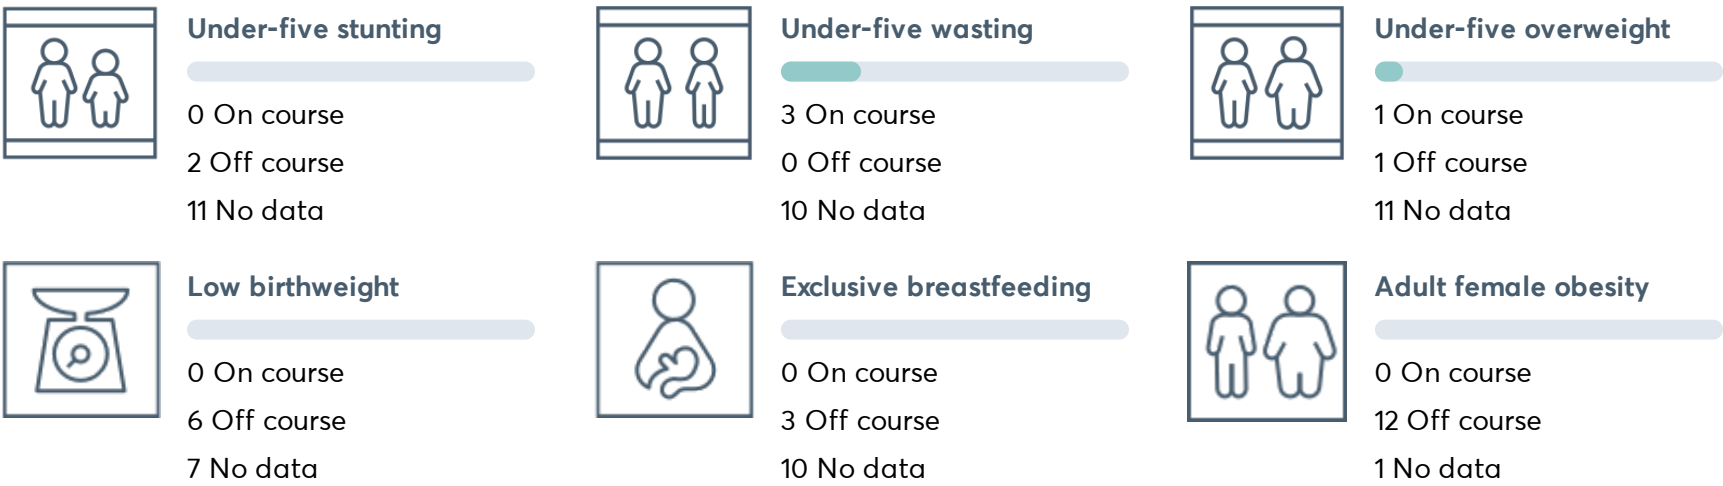 Under-five stunting
0 On course
2 Off course
11 No data
Under-five wasting
3 On course
0 Off course
10 No data
Under-five overweight
1 On course
1 Off course
11 No data
Low birthweight
0 On course
6 Off course
7 No data
Exclusive breastfeeding
0 On course
3 Off course
10 No data
Adult female obesity
0 On course
12 Off course
1 No data